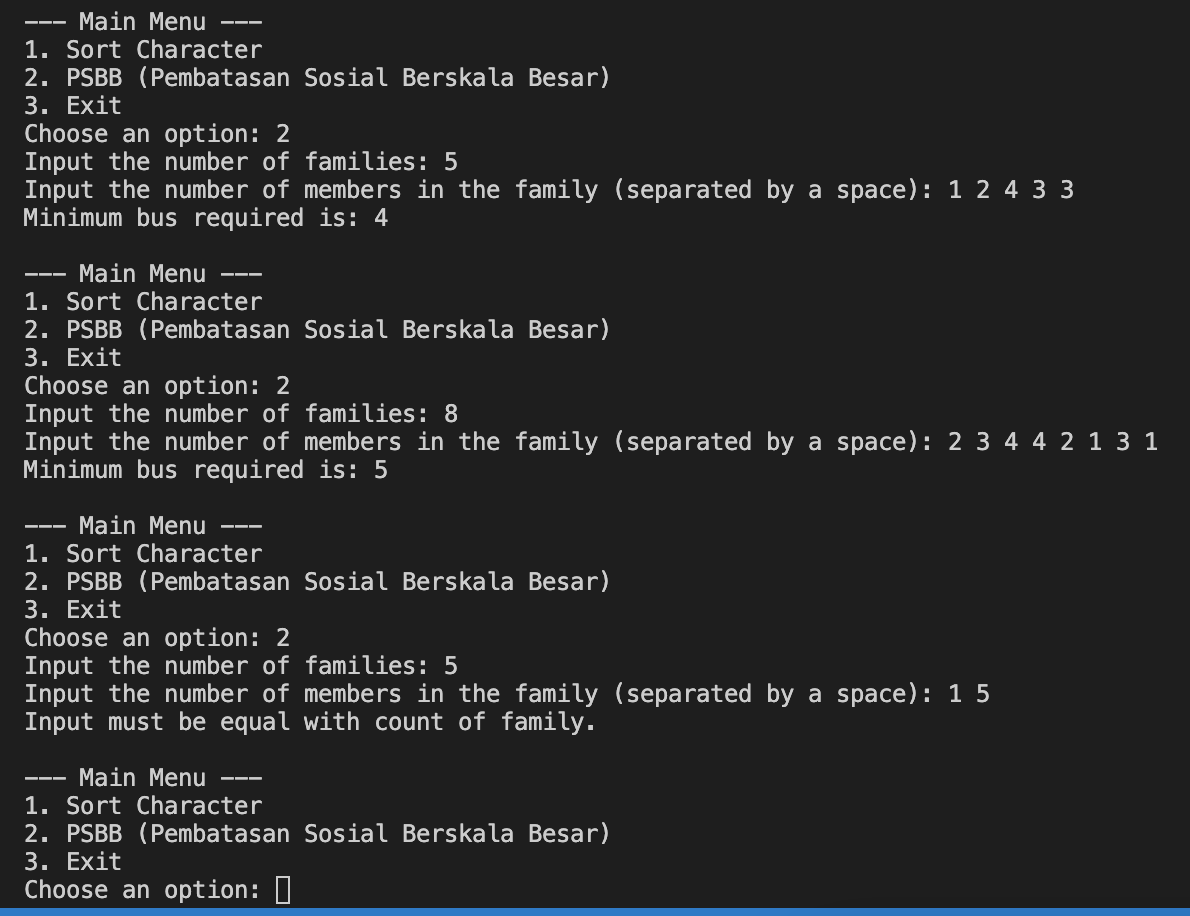 --- Main Menu ---
1. Sort Character
2. PSBB (Pembatasan Sosial Berskala Besar)
3. Exit
Choose an option: 2
Input the number of families: 5
Input the number of members in the family (separated by a space): 1 2 4 3 3
Minimum bus required is: 4
--- Main Menu ---
1. Sort Character
2. PSBB (Pembatasan Sosial Berskala Besar)
3. Exit
Choose an option: 2
Input the number of families: 8
Input the number of members in the family (separated by a space): 2 3 4 4 2 1 3 1
Minimum bus required is: 5
--- Main Menu ---
1. Sort Character
2. PSBB (Pembatasan Sosial Berskala Besar)
3. Exit
Choose an option: 2
Input the number of families: 5
Input the number of members in the family (separated by a space): 1 5
Input must be equal with count of family.
--- Main Menu ---
1. Sort Character
2. PSBB (Pembatasan Sosial Berskala Besar)
3. Exit
Choose an option: